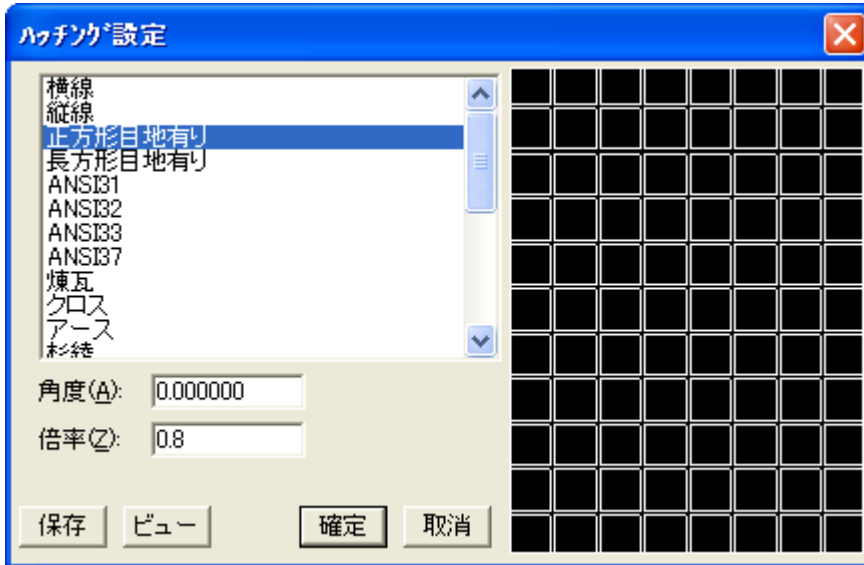 ﾊｯﾁﾝｸﾞ設定
横線
縦線
正方形目地有り
長方形目地有り
ANSI31
ANSI32
ANSI33
ANSI37
煉瓦
クロス
アース
杉綾
角度(A): 0.000000
倍率(Z): 0.8
保存 ビュー 確定 取消